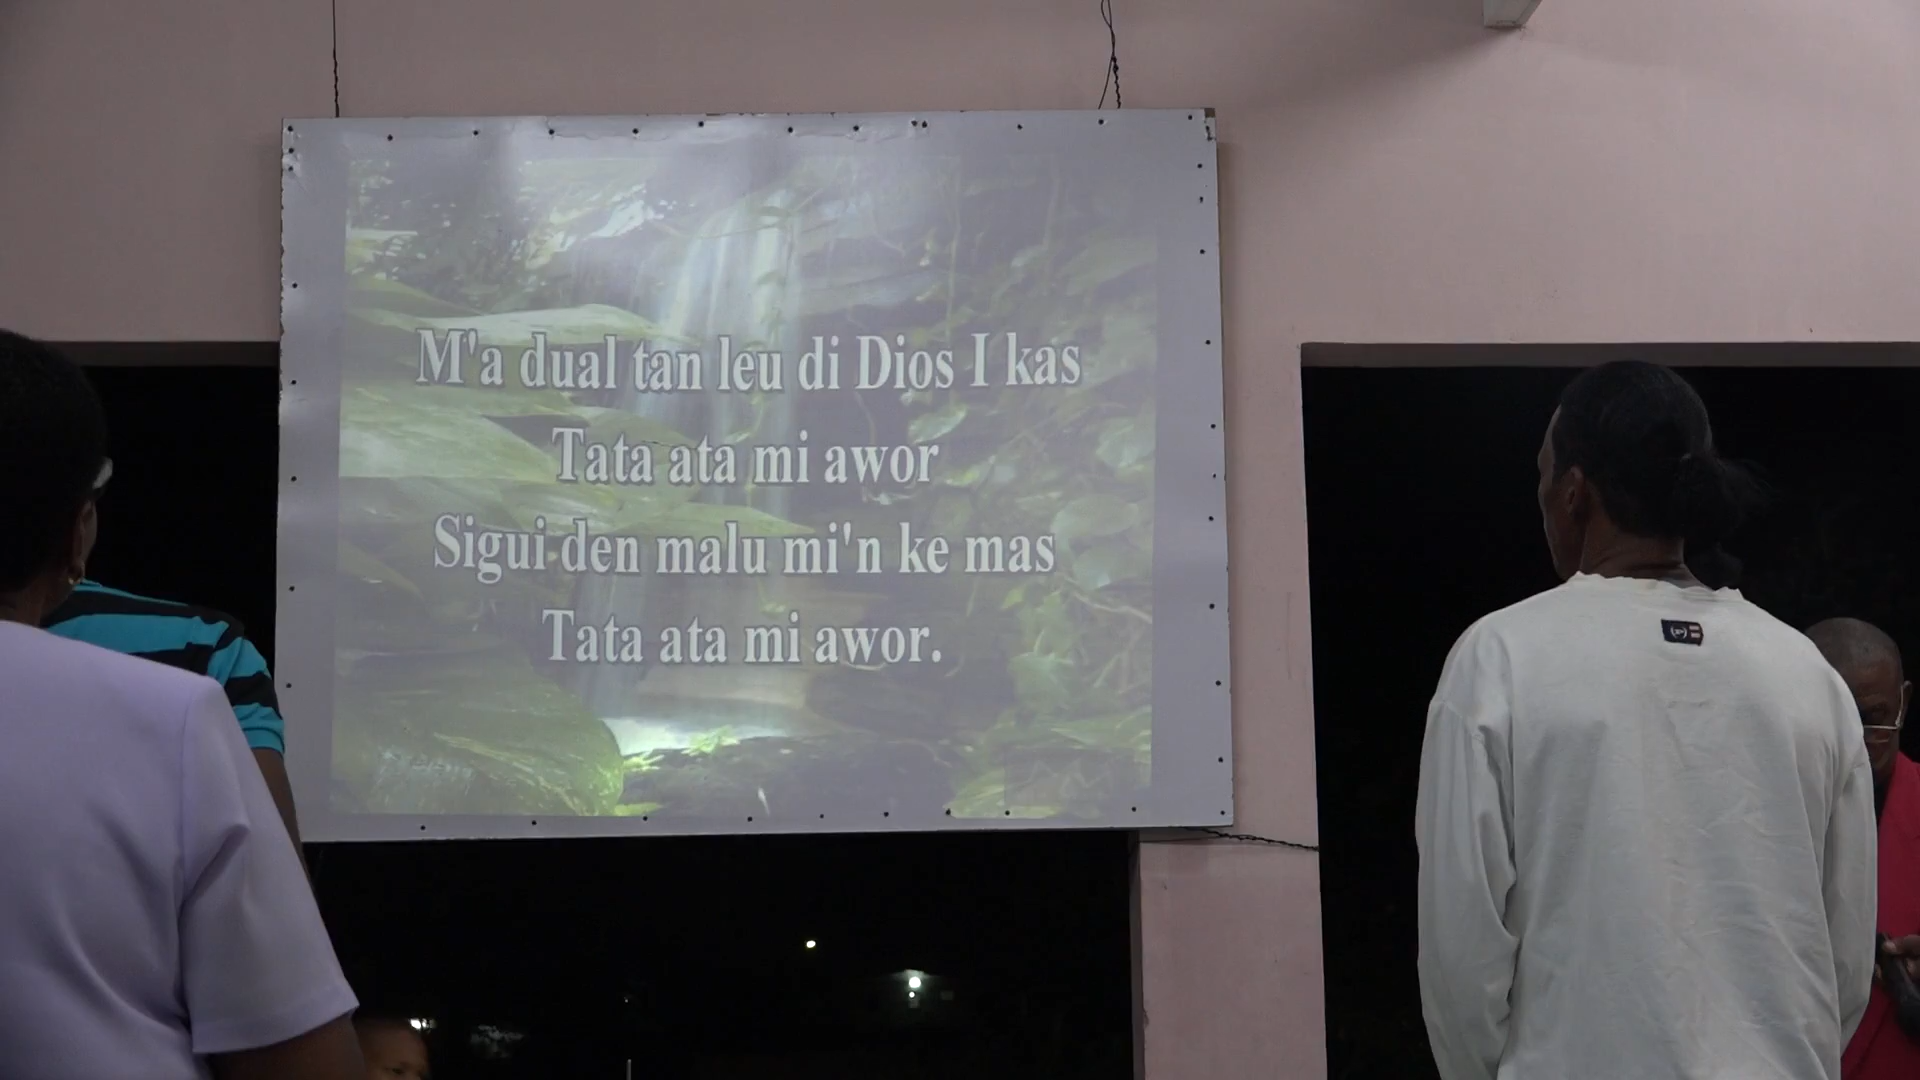 M'a dual tan leu di Dios I kas
Tata ata mi awor
Sigui den malu mi'n ke mas
Tata ata mi awor.